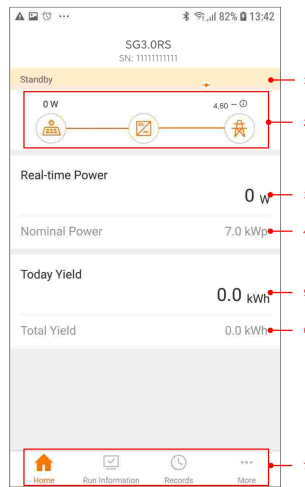 82% 13:42
SG3.0RS
SN: 11111111111
Standby
0 W
4,60 --
Real-time Power
0 W
Nominal Power
7.0 kWp
Today Yield
0.0 kWh
Total Yield
0.0 kWh
Home Run Information Records More